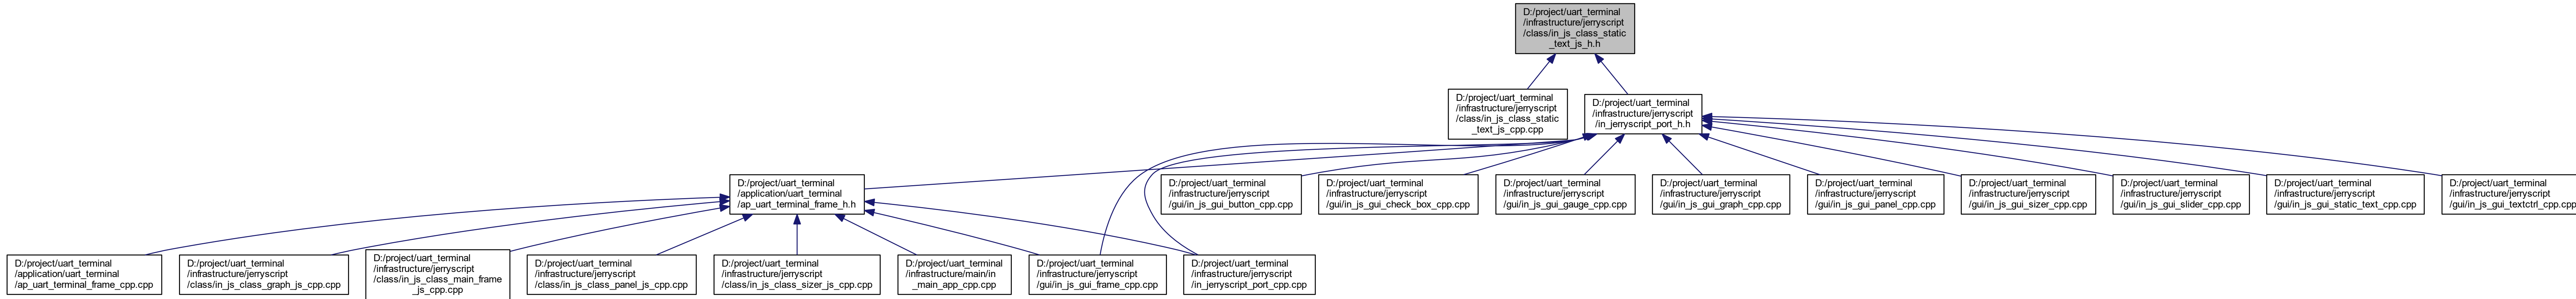 D:/project/uart_terminal
/infrastructure/jerryscript
/class/in_js_class_static
_text_js_h.h
D:/project/uart_terminal
/infrastructure/jerryscript
/class/in_js_class_static
_text_js_cpp.cpp
D:/project/uart_terminal
/infrastructure/jerryscript
/in_jerryscript_port_h.h
D:/project/uart_terminal
/application/uart_terminal
/ap_uart_terminal_frame_h.h
D:/project/uart_terminal
/infrastructure/jerryscript
/gui/in_js_gui_button_cpp.cpp
D:/project/uart_terminal
/infrastructure/jerryscript
/gui/in_js_gui_check_box_cpp.cpp
D:/project/uart_terminal
/infrastructure/jerryscript
/gui/in_js_gui_gauge_cpp.cpp
D:/project/uart_terminal
/infrastructure/jerryscript
/gui/in_js_gui_graph_cpp.cpp
D:/project/uart_terminal
/infrastructure/jerryscript
/gui/in_js_gui_panel_cpp.cpp
D:/project/uart_terminal
/infrastructure/jerryscript
/gui/in_js_gui_sizer_cpp.cpp
D:/project/uart_terminal
/infrastructure/jerryscript
/gui/in_js_gui_slider_cpp.cpp
D:/project/uart_terminal
/infrastructure/jerryscript
/gui/in_js_gui_static_text_cpp.cpp
D:/project/uart_terminal
/infrastructure/jerryscript
/gui/in_js_gui_textctrl_cpp.cpp
D:/project/uart_terminal
/application/uart_terminal
/ap_uart_terminal_frame_cpp.cpp
D:/project/uart_terminal
/infrastructure/jerryscript
/class/in_js_class_graph_js_cpp.cpp
D:/project/uart_terminal
/infrastructure/jerryscript
/class/in_js_class_main_frame
_js_cpp.cpp
D:/project/uart_terminal
/infrastructure/jerryscript
/class/in_js_class_panel_js_cpp.cpp
D:/project/uart_terminal
/infrastructure/jerryscript
/class/in_js_class_sizer_js_cpp.cpp
D:/project/uart_terminal
/infrastructure/main/in
_main_app_cpp.cpp
D:/project/uart_terminal
/infrastructure/jerryscript
/gui/in_js_gui_frame_cpp.cpp
D:/project/uart_terminal
/infrastructure/jerryscript
/in_jerryscript_port_cpp.cpp